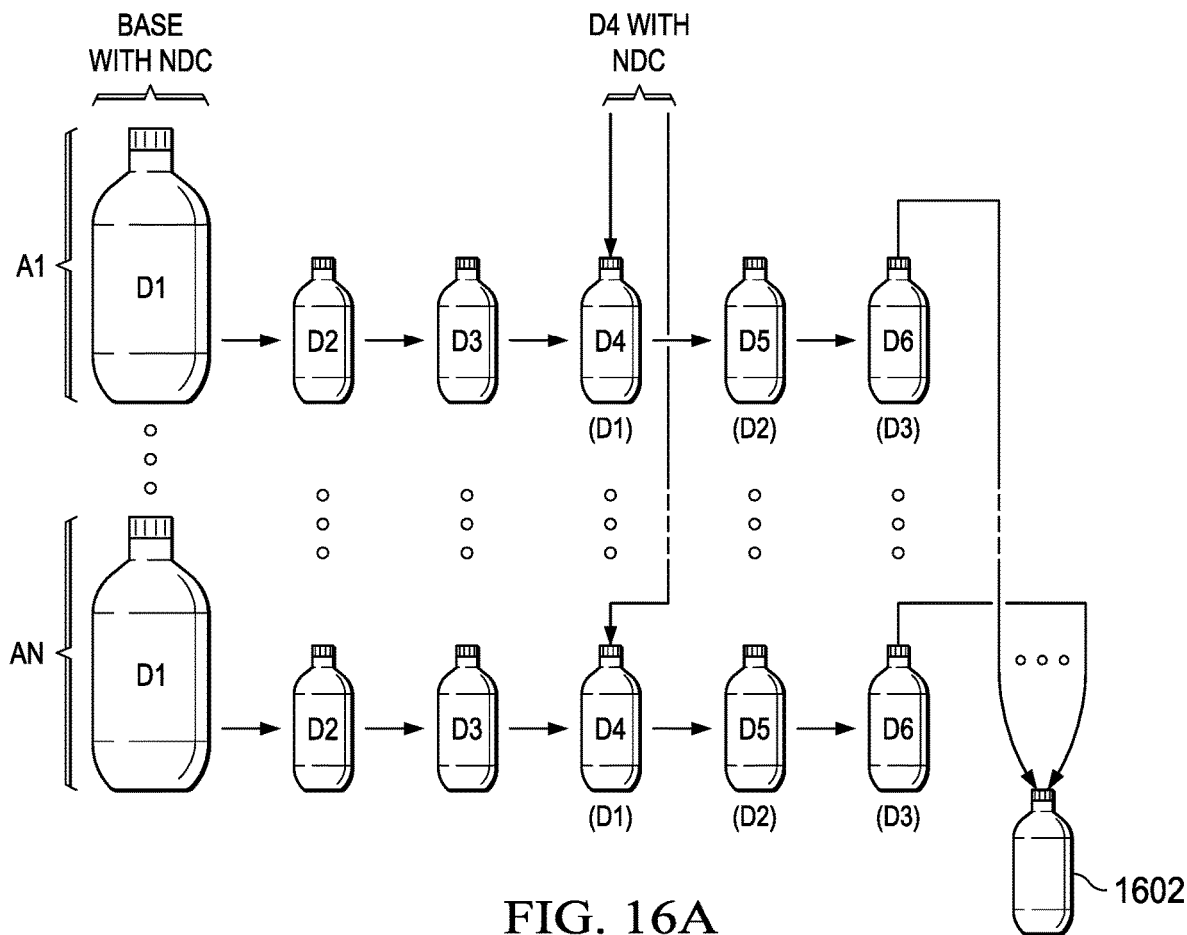 BASE
WITH NDC
D4 WITH
NDC
A1
D1
D2
D3
D4
D5
D6
(D1)
(D2)
(D3)
AN
D1
D2
D3
D4
D5
D6
(D1)
(D2)
(D3)
1602
FIG. 16A